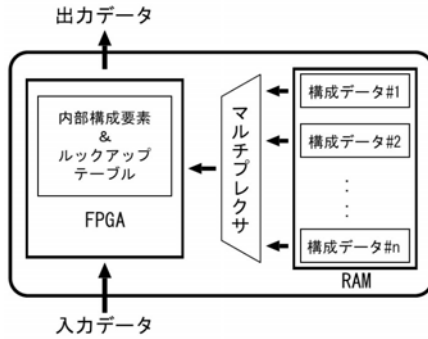 出力データ
内部構成要素
&
ルックアップ
テーブル
FPGA
マルチプレクサ
構成データ#1
構成データ#2
:
:
構成データ#n
RAM
入力データ